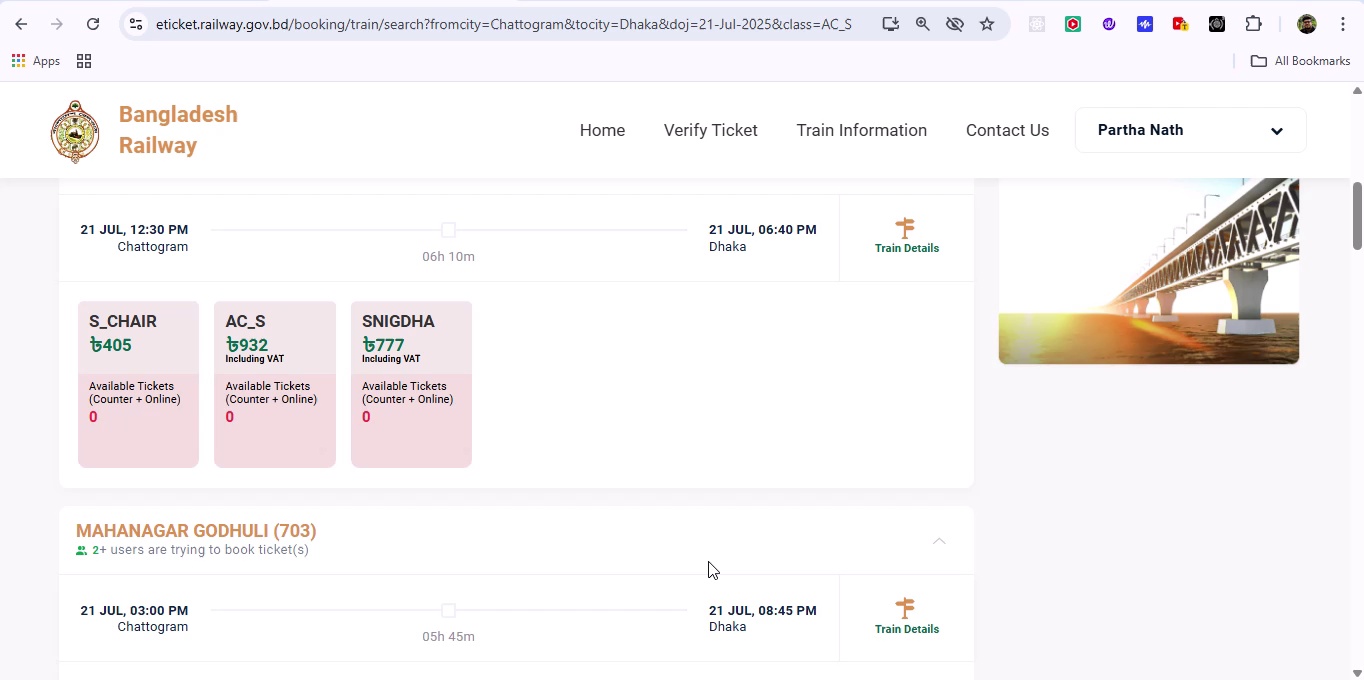 eticket.railway.gov.bd/booking/train/search?fromcity=Chattogram&tocity=Dhaka&doj=21-Jul-2025&class=AC_S
Apps
All Bookmarks
Bangladesh
Railway
Home
Verify Ticket
Train Information
Contact Us
Partha Nath
21 JUL, 12:30 PM
Chattogram
06h 10m
21 JUL, 06:40 PM
Dhaka
Train Details
S_CHAIR
৳405
Available Tickets
(Counter + Online)
0
AC_S
৳932
Including VAT
Available Tickets
(Counter + Online)
0
SNIGDHA
৳777
Including VAT
Available Tickets
(Counter + Online)
0
MAHANAGAR GODHULI (703)
2+ users are trying to book ticket(s)
21 JUL, 03:00 PM
Chattogram
05h 45m
21 JUL, 08:45 PM
Dhaka
Train Details